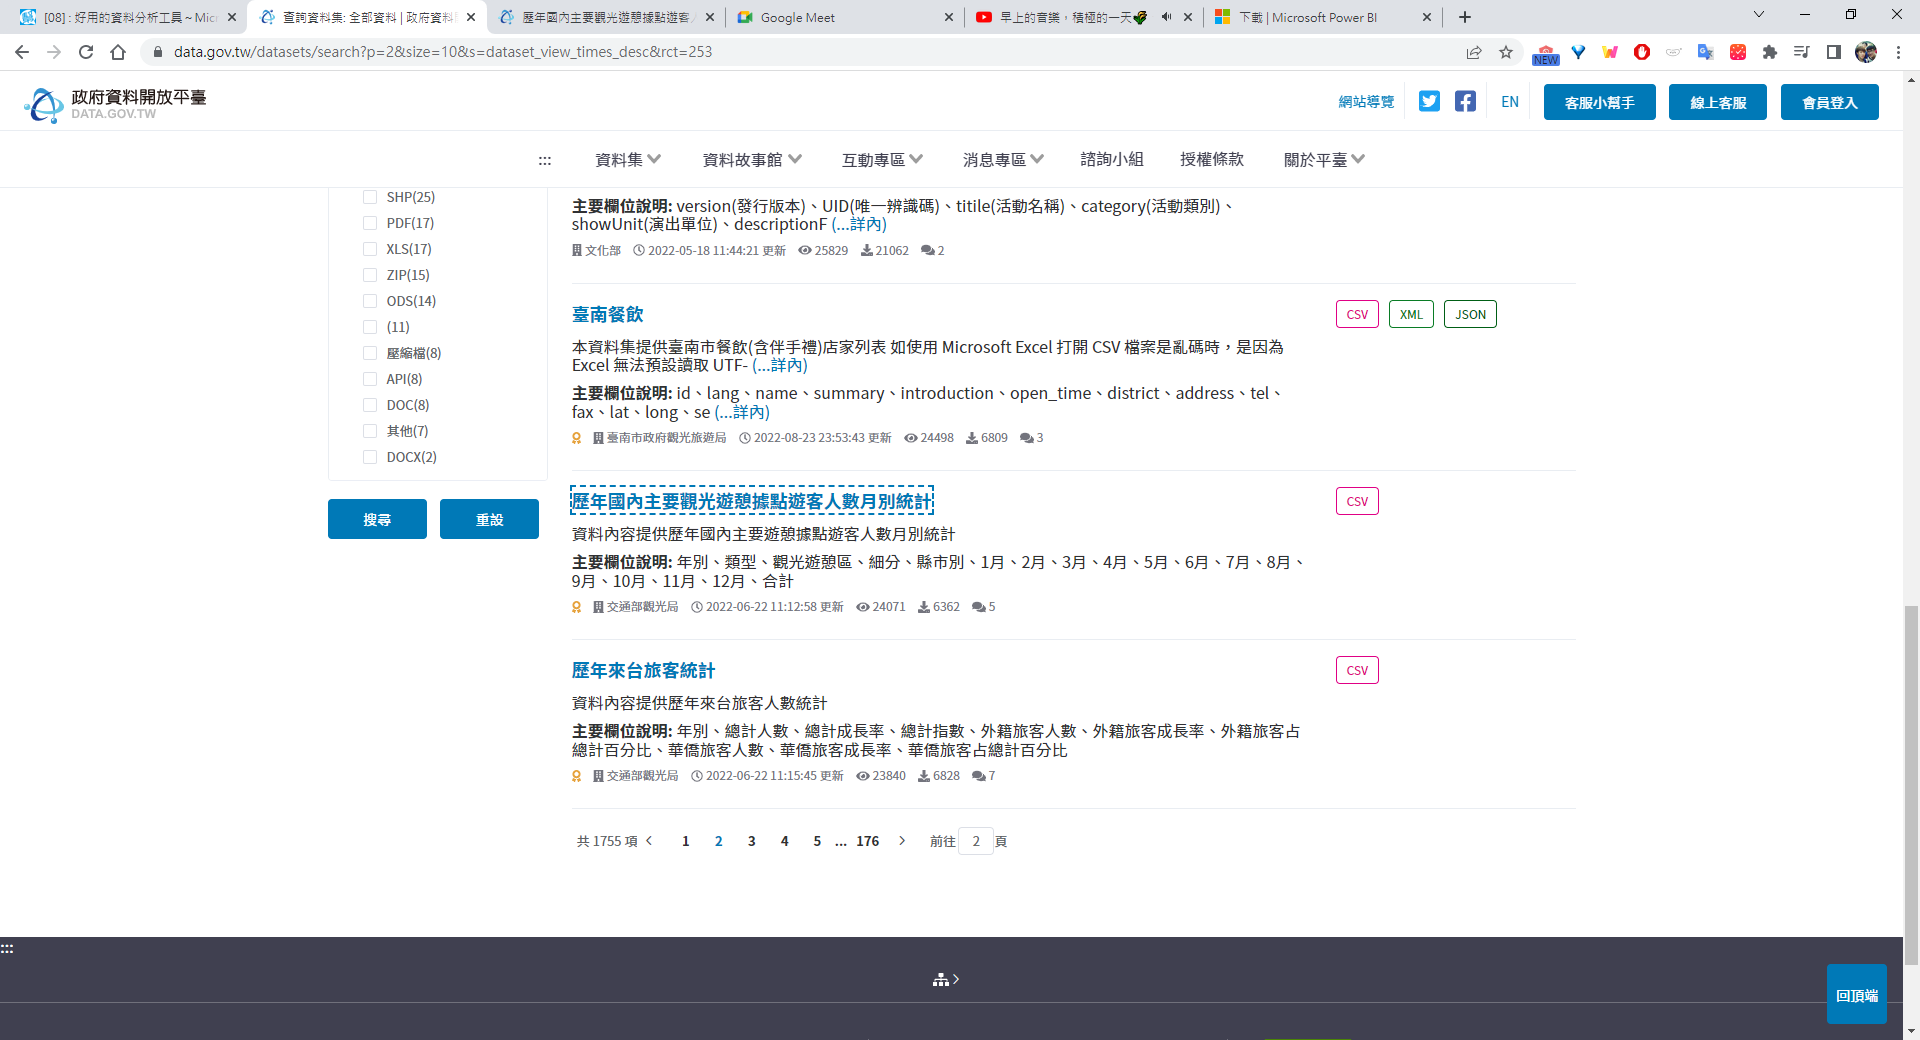 [08] : 好用的資料分析工具 ~ Micr
查詢資料集: 全部資料 | 政府資料
歷年國內主要觀光遊憩據點遊客
Google Meet
早上的音樂，積極的一天
下載 | Microsoft Power BI
data.gov.tw/datasets/search?p=2&size=10&s=dataset_view_times_desc&rct=253
NEW
政府資料開放平臺
DATA.GOV.TW
網站導覽
EN
客服小幫手
線上客服
會員登入
:::
資料集
資料故事館
互動專區
消息專區
諮詢小組
授權條款
關於平臺
SHP(25)
PDF(17)
XLS(17)
ZIP(15)
ODS(14)
(11)
壓縮檔(8)
API(8)
DOC(8)
其他(7)
DOCX(2)
搜尋
重設
主要欄位說明: version(發行版本)、UID(唯一辨識碼)、titile(活動名稱)、category(活動類別)、
showUnit(演出單位)、descriptionF (...詳內)
文化部 2022-05-18 11:44:21 更新 25829 21062 2
臺南餐飲
CSV XML JSON
本資料集提供臺南市餐飲(含伴手禮)店家列表 如使用 Microsoft Excel 打開 CSV 檔案是亂碼時，是因為
Excel 無法預設讀取 UTF- (...詳內)
主要欄位說明: id、lang、name、summary、introduction、open_time、district、address、tel、
fax、lat、long、se (...詳內)
臺南市政府觀光旅遊局 2022-08-23 23:53:43 更新 24498 6809 3
歷年國內主要觀光遊憩據點遊客人數月別統計
CSV
資料內容提供歷年國內主要遊憩據點遊客人數月別統計
主要欄位說明: 年別、類型、觀光遊憩區、細分、縣市別、1月、2月、3月、4月、5月、6月、7月、8月、
9月、10月、11月、12月、合計
交通部觀光局 2022-06-22 11:12:58 更新 24071 6362 5
歷年來台旅客統計
CSV
資料內容提供歷年來台旅客人數統計
主要欄位說明: 年別、總計人數、總計成長率、總計指數、外籍旅客人數、外籍旅客成長率、外籍旅客占
總計百分比、華僑旅客人數、華僑旅客成長率、華僑旅客占總計百分比
交通部觀光局 2022-06-22 11:15:45 更新 23840 6828 7
共 1755 項 1 2 3 4 5 ... 176 前往 2 頁
:::
回頂端